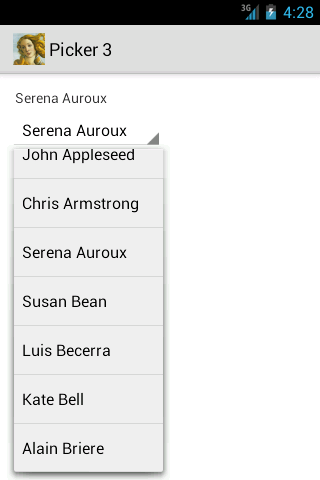 3G 4:28
Picker 3
Serena Auroux
Serena Auroux
John Appleseed
Chris Armstrong
Serena Auroux
Susan Bean
Luis Becerra
Kate Bell
Alain Briere